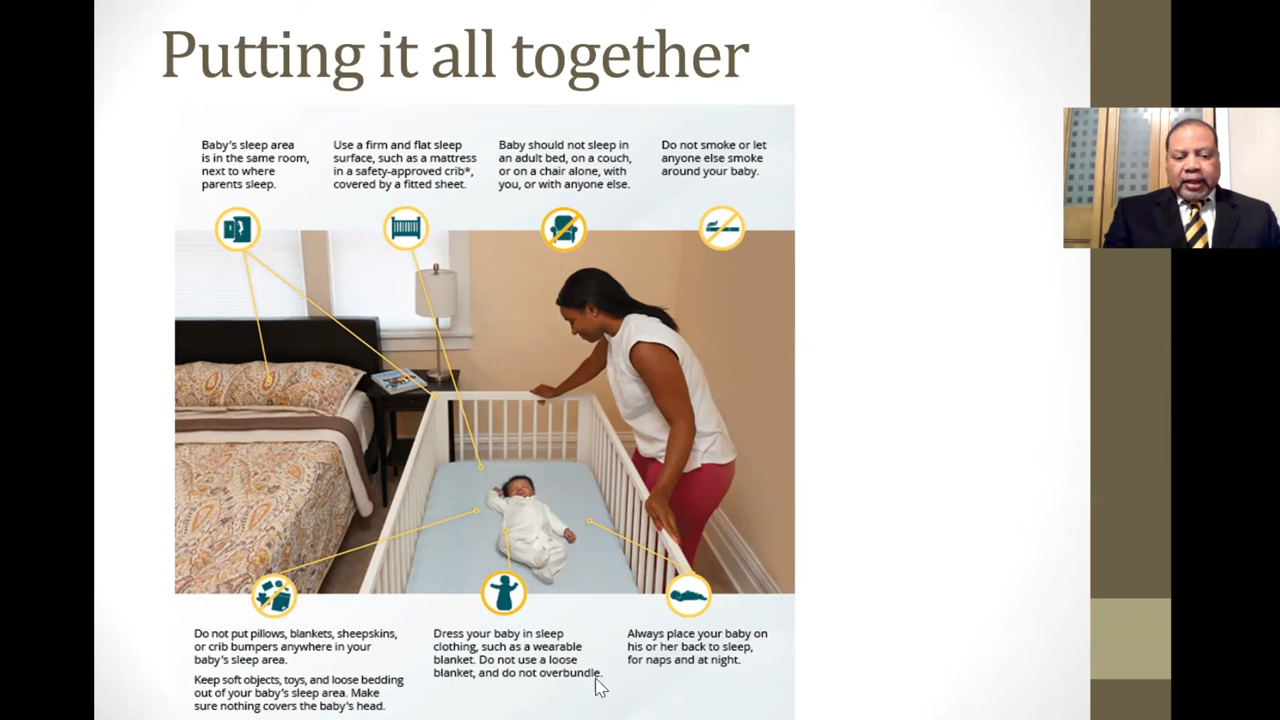 Putting it all together
Baby's sleep area
is in the same room,
next to where
parents sleep.
Use a firm and flat sleep
surface, such as a mattress
in a safety-approved crib*,
covered by a fitted sheet.
Baby should not sleep in
an adult bed, on a couch,
or on a chair alone, with
you, or with anyone else.
Do not smoke or let
anyone else smoke
around your baby.
Do not put pillows, blankets, sheepskins,
or crib bumpers anywhere in your
baby's sleep area.
Keep soft objects, toys, and loose bedding
out of your baby's sleep area. Make
sure nothing covers the baby's head.
Dress your baby in sleep
clothing, such as a wearable
blanket. Do not use a loose
blanket, and do not overbundle.
Always place your baby on
his or her back to sleep,
for naps and at night.